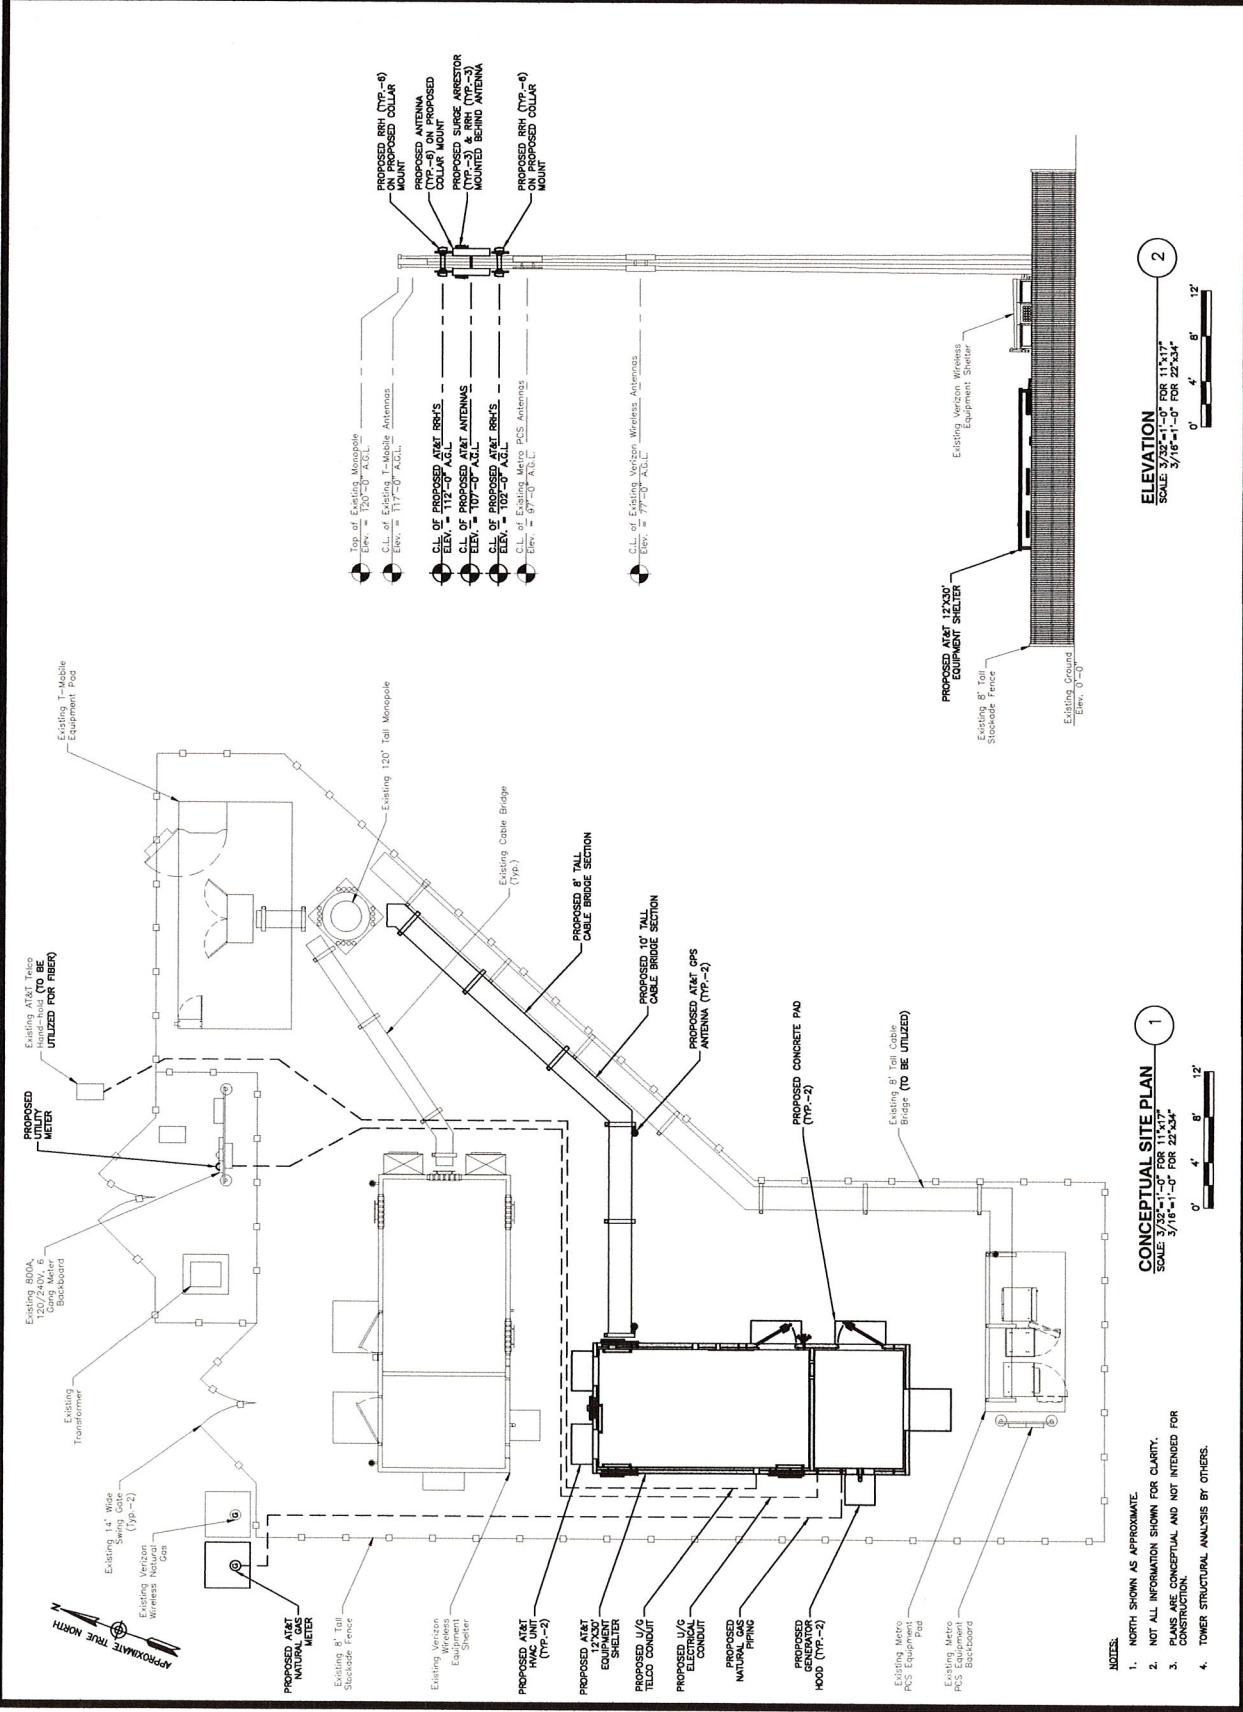 PROPOSED RRH (TYP.-6)
ON PROPOSED COLLAR
MOUNT
PROPOSED ANTENNA
(TYP.-6) ON PROPOSED
COLLAR MOUNT
PROPOSED SURGE ARRESTOR
(TYP.-3) & RRH (TYP.-3)
MOUNTED BEHIND ANTENNA
PROPOSED RRH (TYP.-6)
ON PROPOSED COLLAR
MOUNT
Top of Existing Monopole
Elev. = 120'-0" A.G.L.
C.L. of Existing T-Mobile Antennas
Elev. = 117'-0" A.G.L.
C.L. OF PROPOSED AT&T RRH'S
ELEV. = 112'-0" A.G.L.
C.L. OF PROPOSED AT&T ANTENNAS
ELEV. = 107'-0" A.G.L.
C.L. OF PROPOSED AT&T RRH'S
ELEV. = 102'-0" A.G.L.
C.L. of Existing Metro PCS Antennas
Elev. = 97'-0" A.G.L.
C.L. of Existing Verizon Wireless Antennas
Elev. = 77'-0" A.G.L.
Existing Verizon Wireless
Equipment Shelter
PROPOSED AT&T 12'X30'
EQUIPMENT SHELTER
Existing 8' Tall
Stockade Fence
Existing Ground
Elev. 0'-0"
ELEVATION
SCALE: 3/32"=1'-0" FOR 11"x17"
3/16"=1'-0" FOR 22"x34"
2
0' 4' 8' 12'
Existing T-Mobile
Equipment Pad
Existing 120' Tall Monopole
Existing Cable Bridge
(Typ.)
PROPOSED 8' TALL
CABLE BRIDGE SECTION
PROPOSED 10' TALL
CABLE BRIDGE SECTION
PROPOSED AT&T GPS
ANTENNA (TYP.-2)
PROPOSED CONCRETE PAD
(TYP.-2)
Existing 8' Tall Cable
Bridge (TO BE UTILIZED)
Existing AT&T Telco
Hand-hold (TO BE
UTILIZED FOR FIBER)
PROPOSED
UTILITY
METER
Existing 800A,
120/240V, 6
Gang Meter
Backboard
Existing
Transformer
Existing 14' Wide
Swing Gate
(Typ.-2)
Existing Verizon
Wireless Natural
Gas
G
G
APPROXIMATE TRUE NORTH
N
PROPOSED AT&T
NATURAL GAS
METER
Existing 8' Tall
Stockade Fence
Existing Verizon
Wireless
Equipment
Shelter
PROPOSED AT&T
HVAC UNIT
(TYP.-2)
PROPOSED AT&T
12'X30'
EQUIPMENT
SHELTER
PROPOSED U/G
TELCO CONDUIT
PROPOSED U/G
ELECTRICAL
CONDUIT
PROPOSED
NATURAL GAS
PIPING
PROPOSED
GENERATOR
HOOD (TYP.-2)
Existing Metro
PCS Equipment
Pad
Existing Metro
PCS Equipment
Backboard
CONCEPTUAL SITE PLAN
SCALE: 3/32"=1'-0" FOR 11"x17"
3/16"=1'-0" FOR 22"x34"
1
0' 4' 8' 12'
NOTES:
1. NORTH SHOWN AS APPROXIMATE.
2. NOT ALL INFORMATION SHOWN FOR CLARITY.
3. PLANS ARE CONCEPTUAL AND NOT INTENDED FOR
CONSTRUCTION.
4. TOWER STRUCTURAL ANALYSIS BY OTHERS.